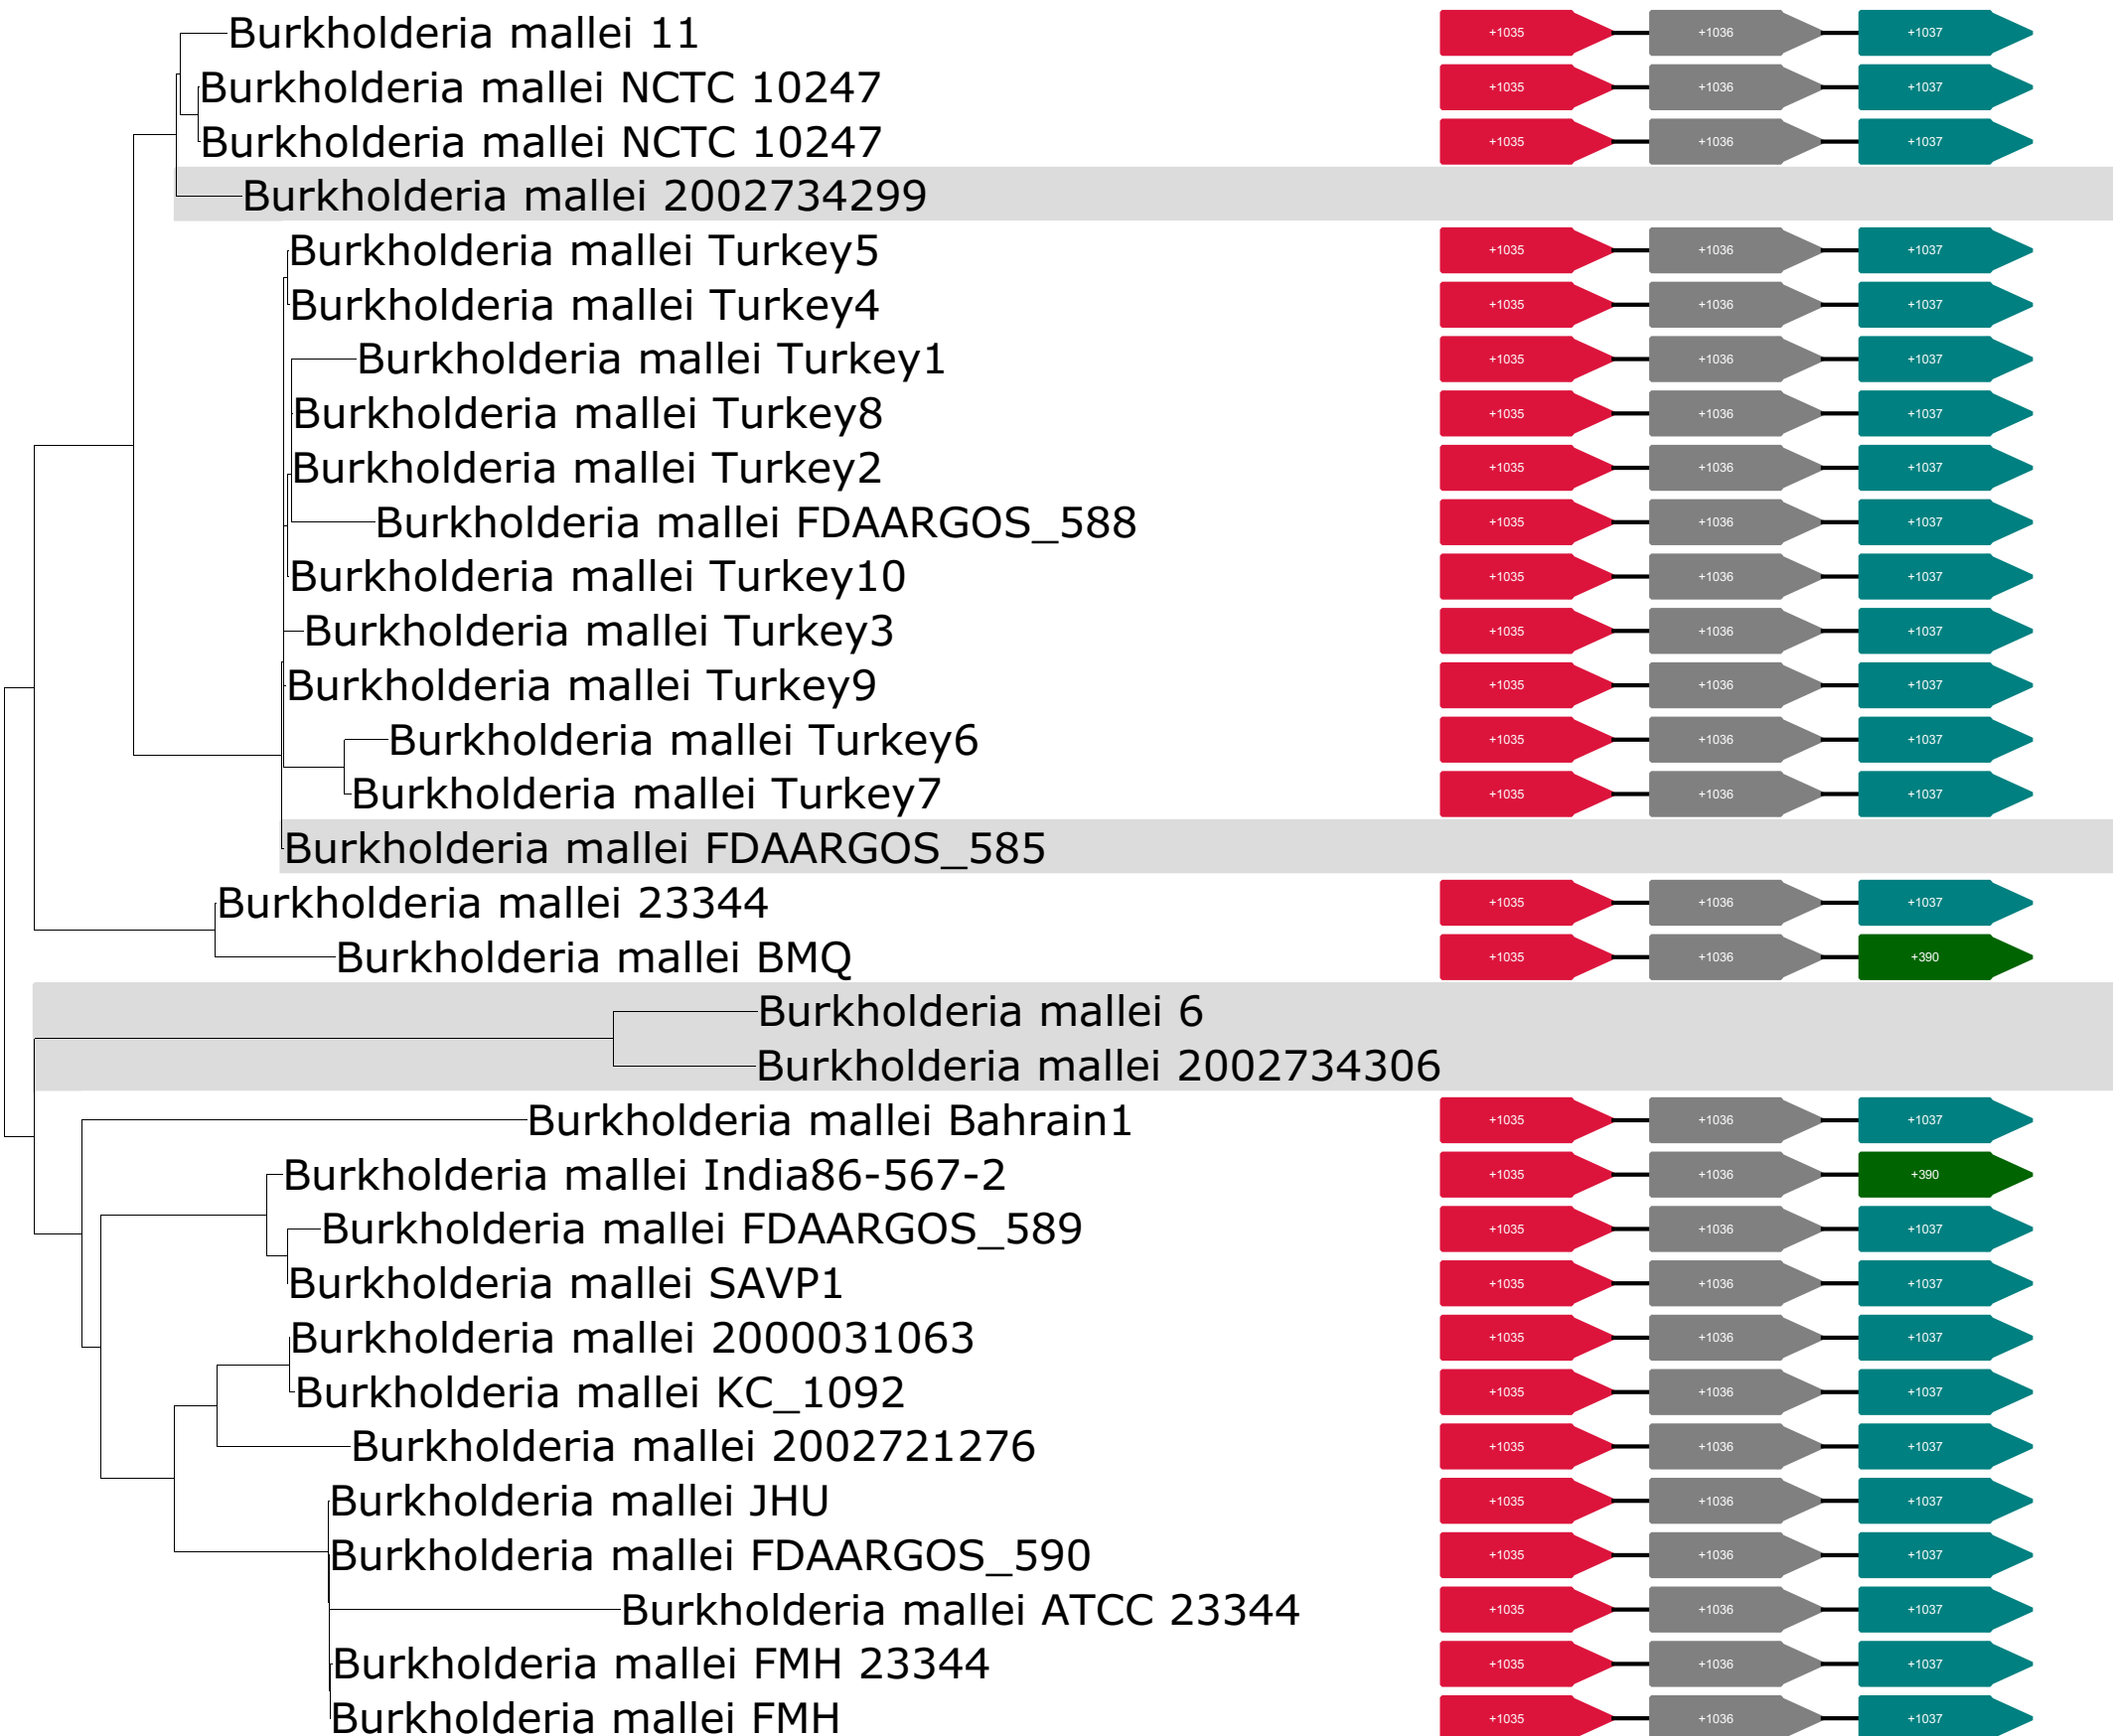 Burkholderia mallei 11 +1035 +1036 +1037
Burkholderia mallei NCTC 10247 +1035 +1036 +1037
Burkholderia mallei NCTC 10247 +1035 +1036 +1037
Burkholderia mallei 2002734299
Burkholderia mallei Turkey5 +1035 +1036 +1037
Burkholderia mallei Turkey4 +1035 +1036 +1037
Burkholderia mallei Turkey1 +1035 +1036 +1037
Burkholderia mallei Turkey8 +1035 +1036 +1037
Burkholderia mallei Turkey2 +1035 +1036 +1037
Burkholderia mallei FDAARGOS_588 +1035 +1036 +1037
Burkholderia mallei Turkey10 +1035 +1036 +1037
Burkholderia mallei Turkey3 +1035 +1036 +1037
Burkholderia mallei Turkey9 +1035 +1036 +1037
Burkholderia mallei Turkey6 +1035 +1036 +1037
Burkholderia mallei Turkey7 +1035 +1036 +1037
Burkholderia mallei FDAARGOS_585
Burkholderia mallei 23344 +1035 +1036 +1037
Burkholderia mallei BMQ +1035 +1036 +390
Burkholderia mallei 6
Burkholderia mallei 2002734306
Burkholderia mallei Bahrain1 +1035 +1036 +1037
Burkholderia mallei India86-567-2 +1035 +1036 +390
Burkholderia mallei FDAARGOS_589 +1035 +1036 +1037
Burkholderia mallei SAVP1 +1035 +1036 +1037
Burkholderia mallei 2000031063 +1035 +1036 +1037
Burkholderia mallei KC_1092 +1035 +1036 +1037
Burkholderia mallei 2002721276 +1035 +1036 +1037
Burkholderia mallei JHU +1035 +1036 +1037
Burkholderia mallei FDAARGOS_590 +1035 +1036 +1037
Burkholderia mallei ATCC 23344 +1035 +1036 +1037
Burkholderia mallei FMH 23344 +1035 +1036 +1037
Burkholderia mallei FMH +1035 +1036 +1037